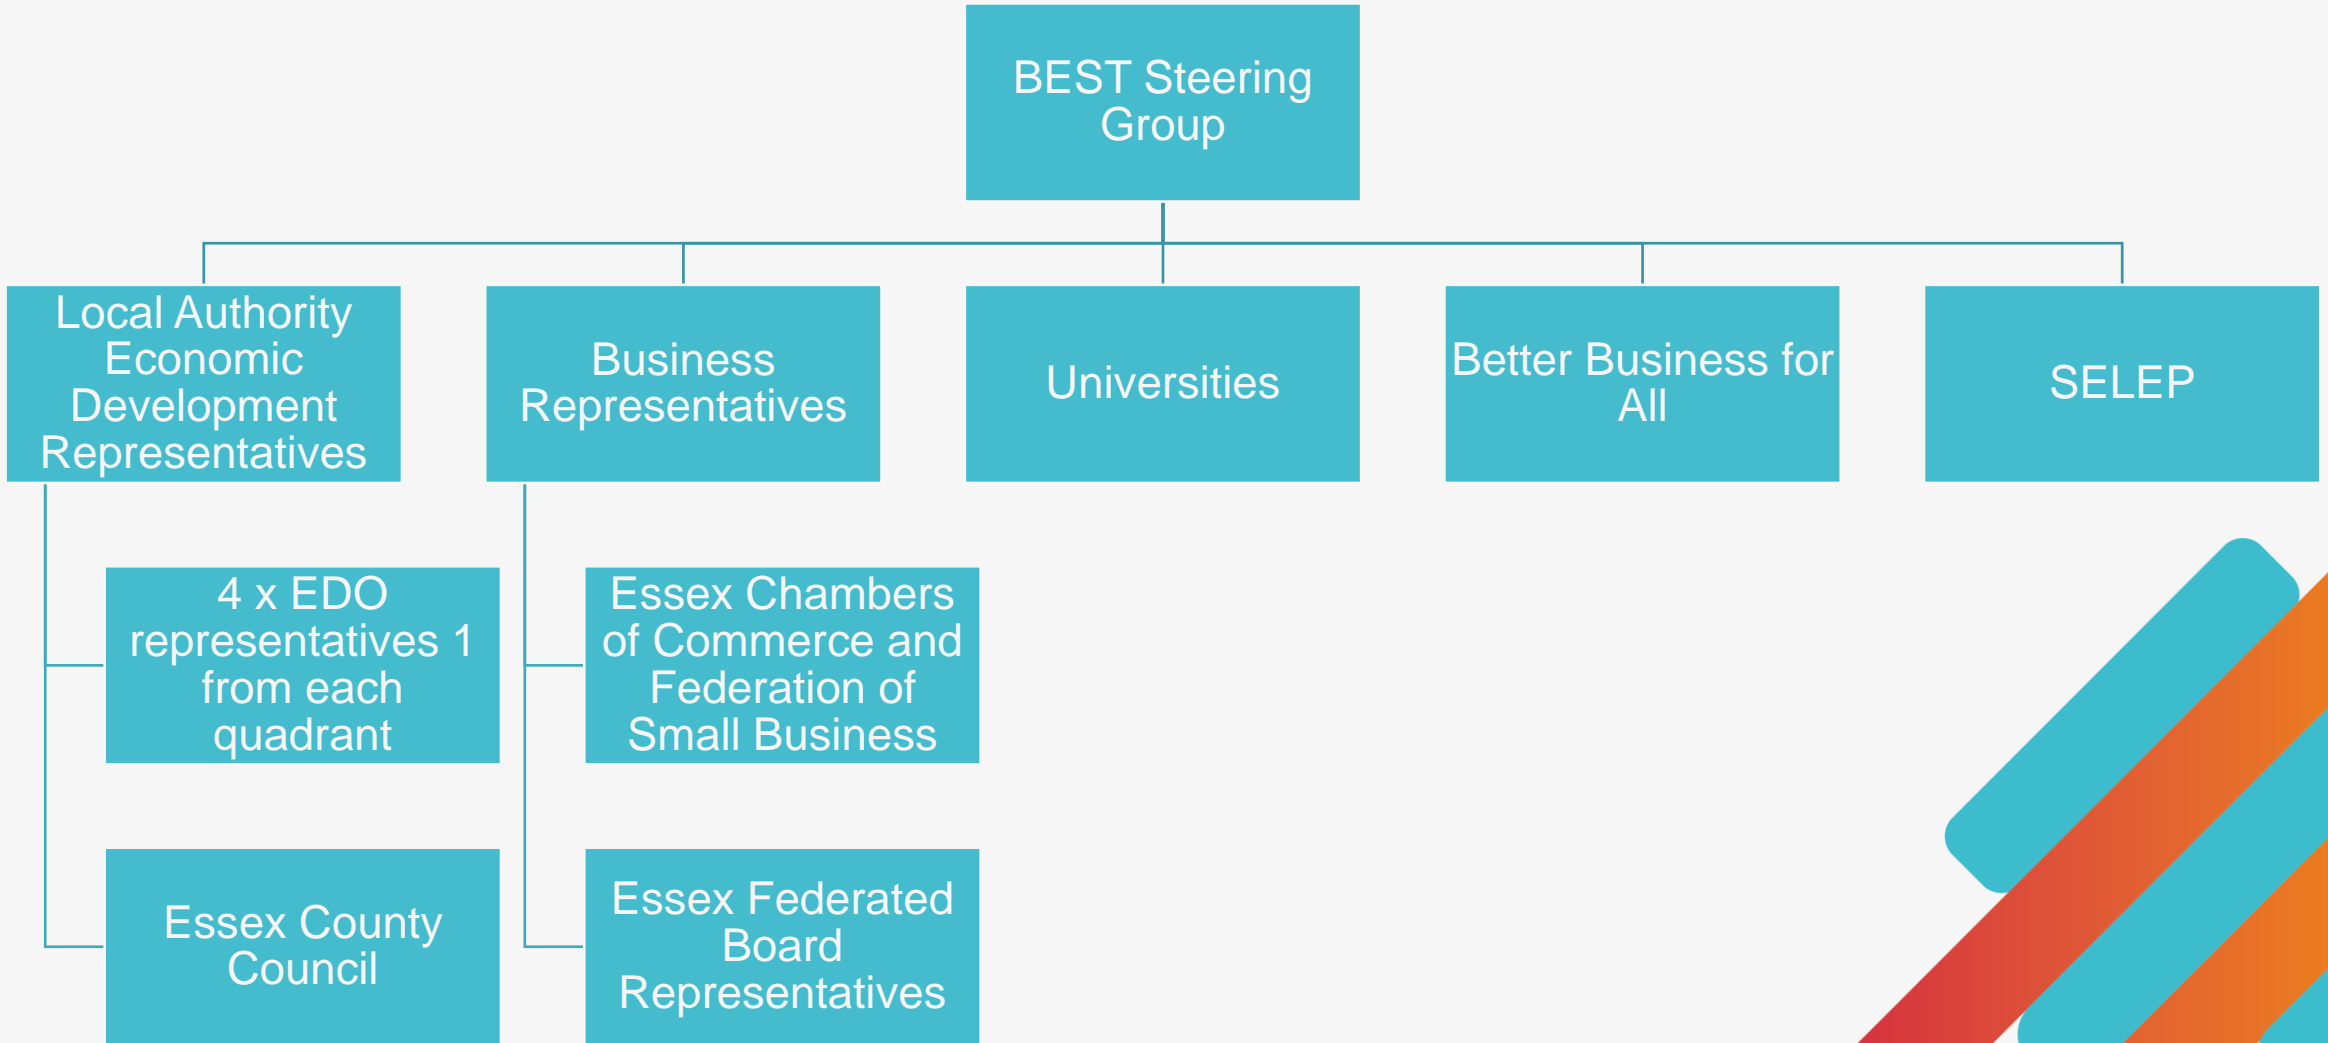 BEST Steering
Group
Local Authority
Economic
Development
Representatives
Business
Representatives
Universities
Better Business for
All
SELEP
4 x EDO
representatives 1
from each
quadrant
Essex Chambers
of Commerce and
Federation of
Small Business
Essex County
Council
Essex Federated
Board
Representatives